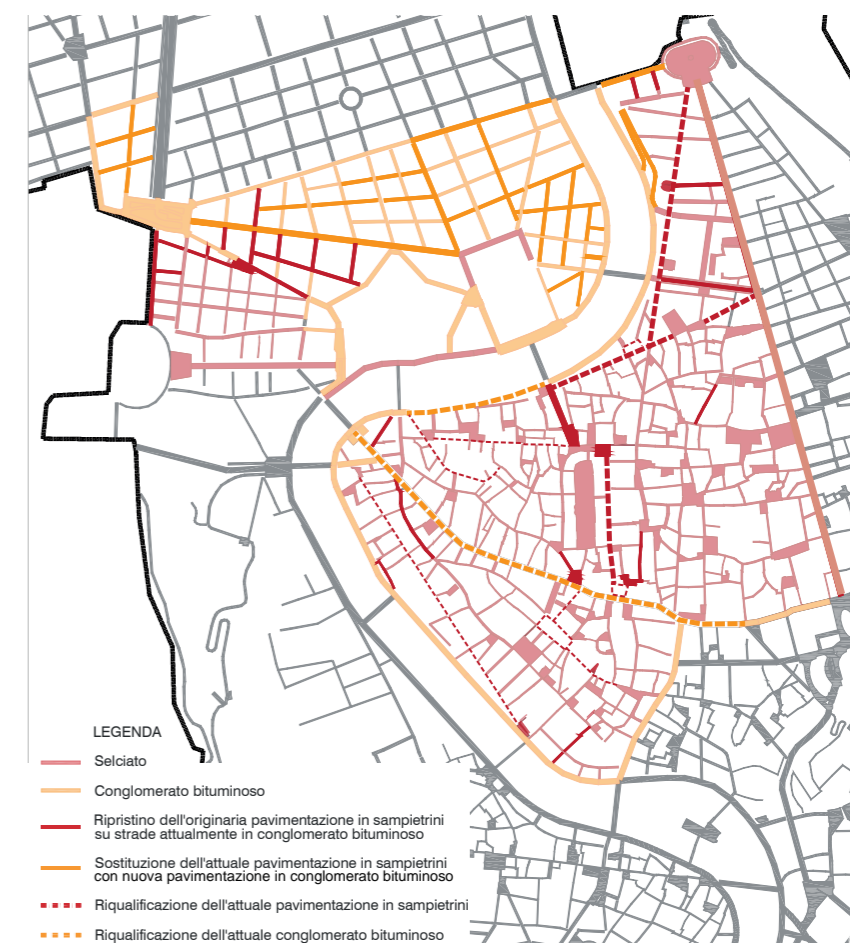 LEGENDA
Selciato
Conglomerato bituminoso
Ripristino dell'originaria pavimentazione in sampietrini
su strade attualmente in conglomerato bituminoso
Sostituzione dell'attuale pavimentazione in sampietrini
con nuova pavimentazione in conglomerato bituminoso
Riqualificazione dell'attuale pavimentazione in sampietrini
Riqualificazione dell'attuale conglomerato bituminoso